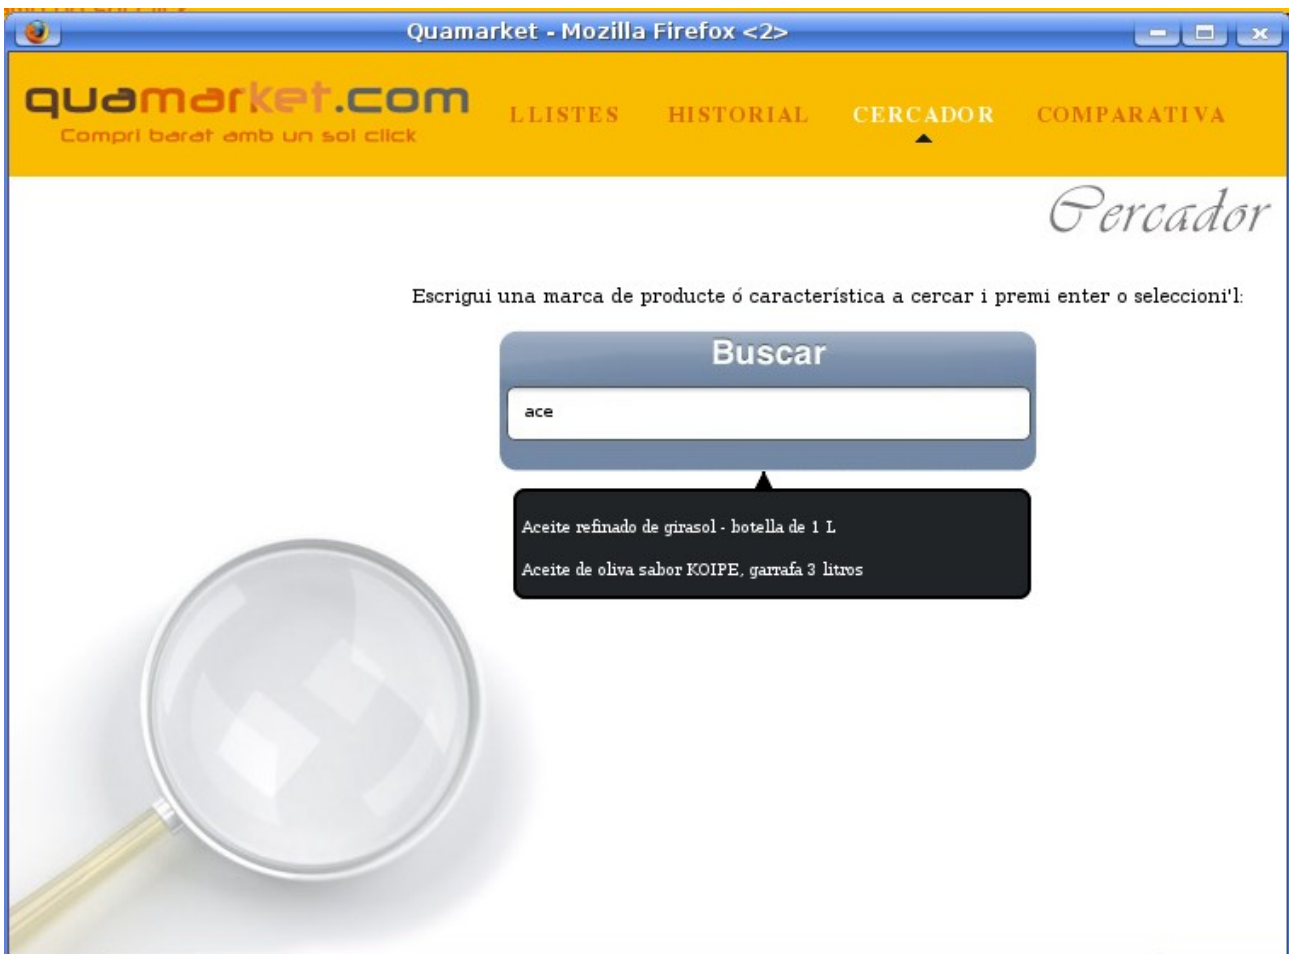 Quamarket - Mozilla Firefox <2>
quamarket.com
Compri barat amb un sol click
LLISTES HISTORIAL CERCADOR COMPARATIVA
Cercador
Escrigui una marca de producte ó característica a cercar i premi enter o seleccioni'l:
Buscar
ace
Aceite refinado de girasol - botella de 1 L
Aceite de oliva sabor KOIPE, garrafa 3 litros